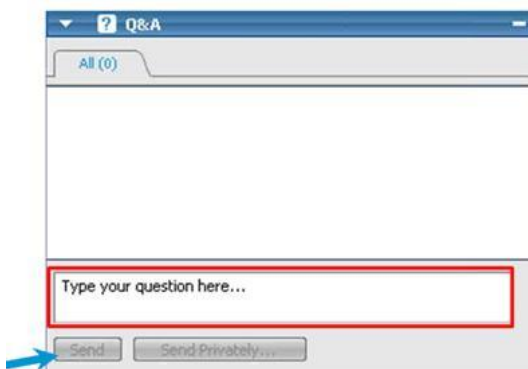 ? Q&A
All (0)
Type your question here...
Send Send Privately...